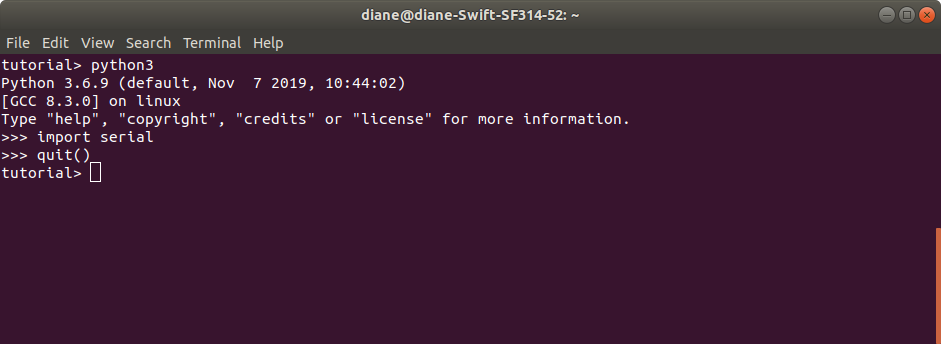 diane@diane-Swift-SF314-52: ~
File Edit View Search Terminal Help
tutorial> python3
Python 3.6.9 (default, Nov  7 2019, 10:44:02)
[GCC 8.3.0] on linux
Type "help", "copyright", "credits" or "license" for more information.
>>> import serial
>>> quit()
tutorial>